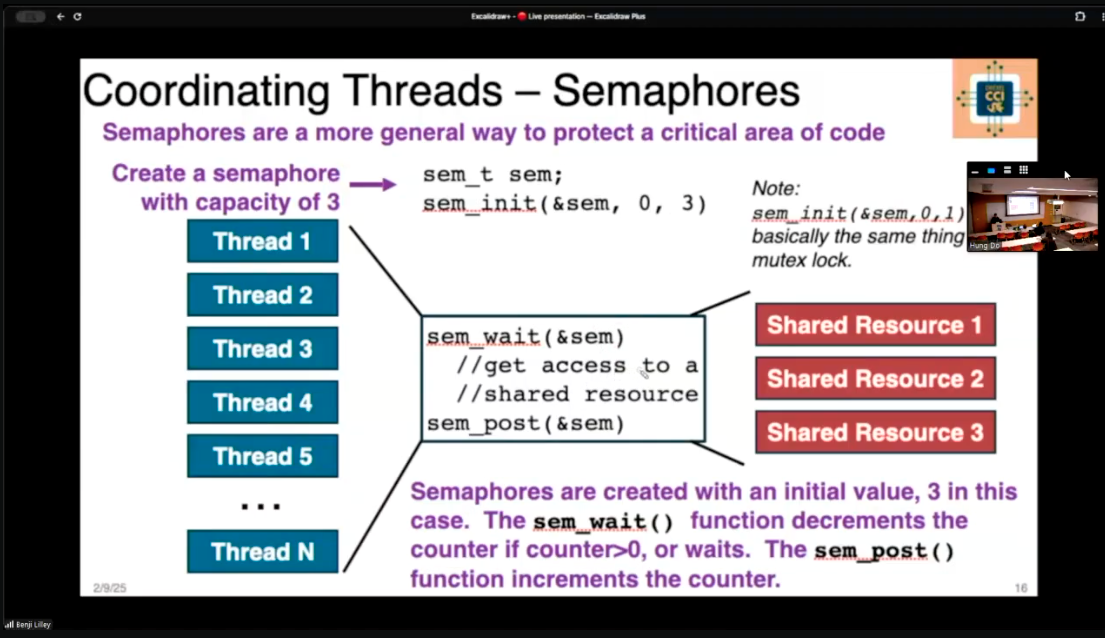 Excalidraw+ - 🔴 Live presentation — Excalidraw Plus
Coordinating Threads – Semaphores
CCI
Semaphores are a more general way to protect a critical area of code
Create a semaphore
with capacity of 3
sem_t sem;
sem_init(&sem, 0, 3)
Note:
sem_init(&sem,0,1)
basically the same thing
mutex lock.
Hung Do
Thread 1
Thread 2
Thread 3
Thread 4
Thread 5
...
Thread N
sem_wait(&sem)
//get access to a
//shared resource
sem_post(&sem)
Shared Resource 1
Shared Resource 2
Shared Resource 3
Semaphores are created with an initial value, 3 in this
case. The sem_wait() function decrements the
counter if counter>0, or waits. The sem_post()
function increments the counter.
2/9/25
16
Benji Lilley